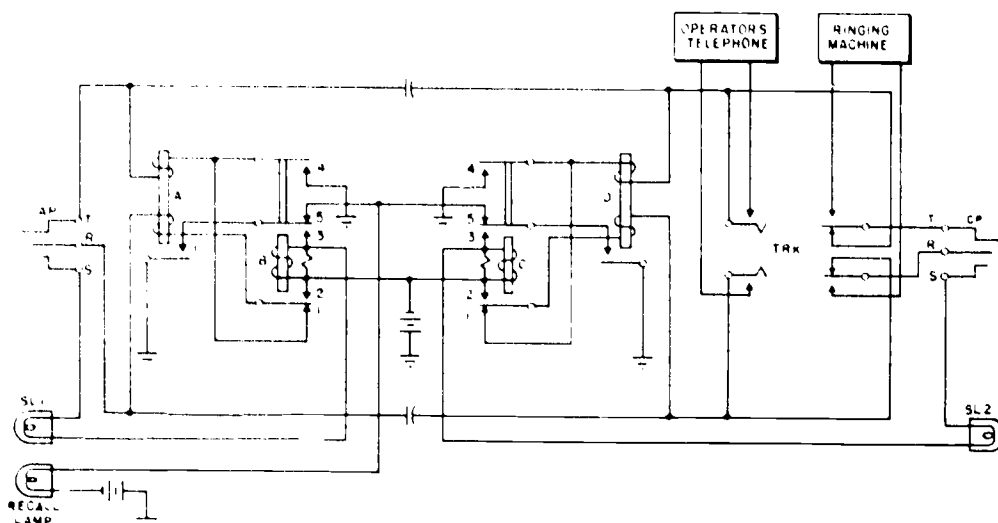 OPERATORS
TELEPHONE
RINGING
MACHINE
4
4
A
D
5
5
T
3
3
T
CP
R
TRK
R
S
S
2
2
1
1
SL 2
RECALL
LAMP